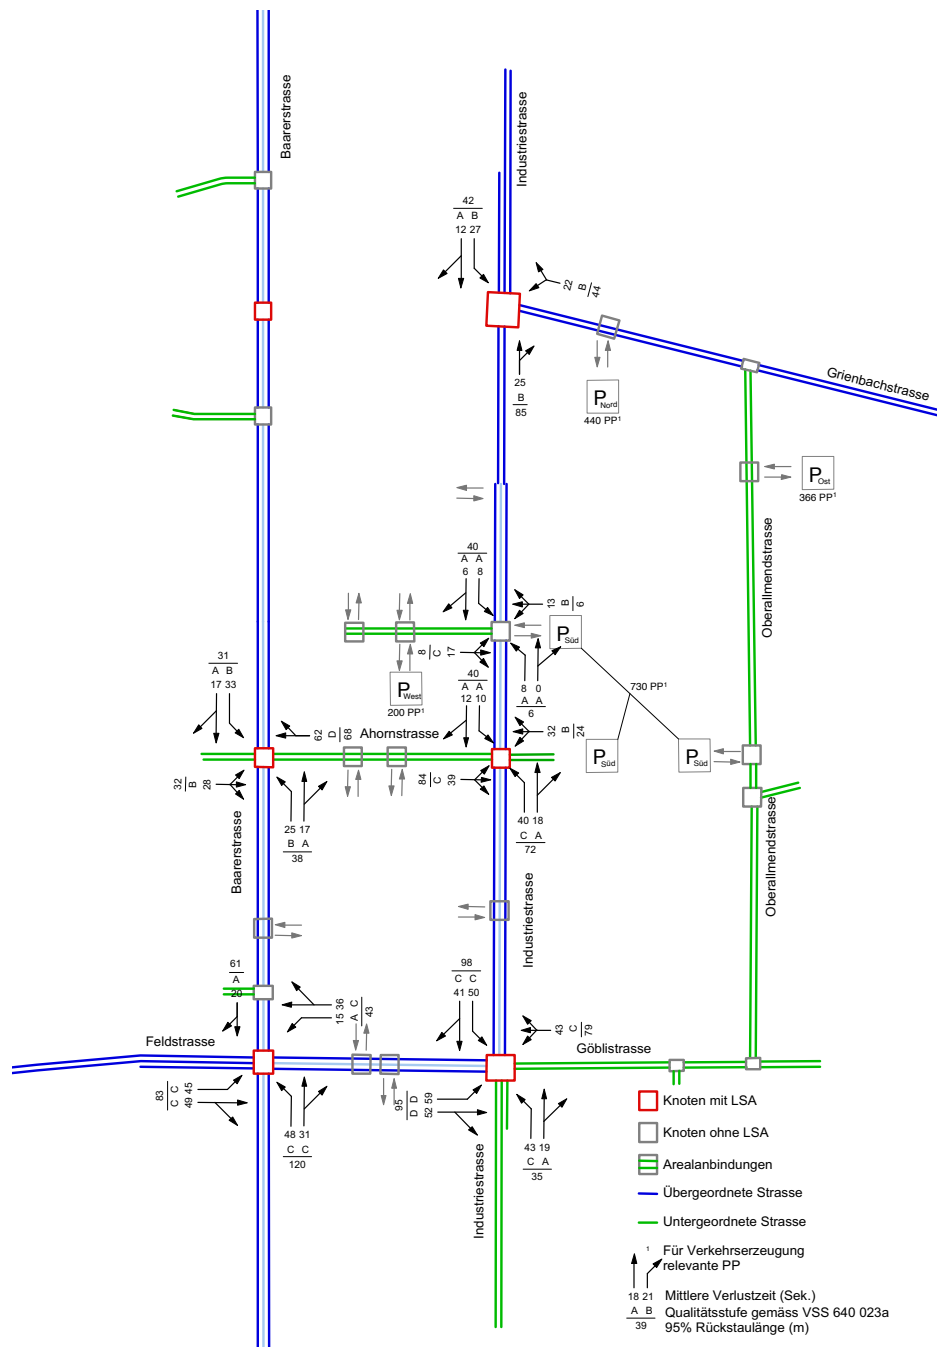 Baarerstrasse
Industriestrasse
42
A B
12 27
22
B
44
25
B
85
P Nord
440 PP¹
Grienbachstrasse
P Ost
366 PP¹
Oberallmendstrasse
40
A A
6 8
13
B
6
P Süd
8
C
17
P West
200 PP¹
8 0
A A
6
730 PP¹
P Süd
P Süd
31
A B
17 33
62
D
68
Ahornstrasse
40
A A
12 10
32
B
24
32
B
28
84
C
39
25 17
B A
38
40 18
C A
72
Baarerstrasse
Industriestrasse
Oberallmendstrasse
61
A
20
15 36
A C
43
98
C C
41 50
43
C
79
Feldstrasse
Göblistrasse
83
C C
49 45
95
D D
52 59
48 31
C C
120
43 19
C A
35
Industriestrasse
Knoten mit LSA
Knoten ohne LSA
Arealanbindungen
Übergeordnete Strasse
Untergeordnete Strasse
¹ Für Verkehrserzeugung
relevante PP
18 21 Mittlere Verlustzeit (Sek.)
A B Qualitätsstufe gemäss VSS 640 023a
39 95% Rückstaulänge (m)